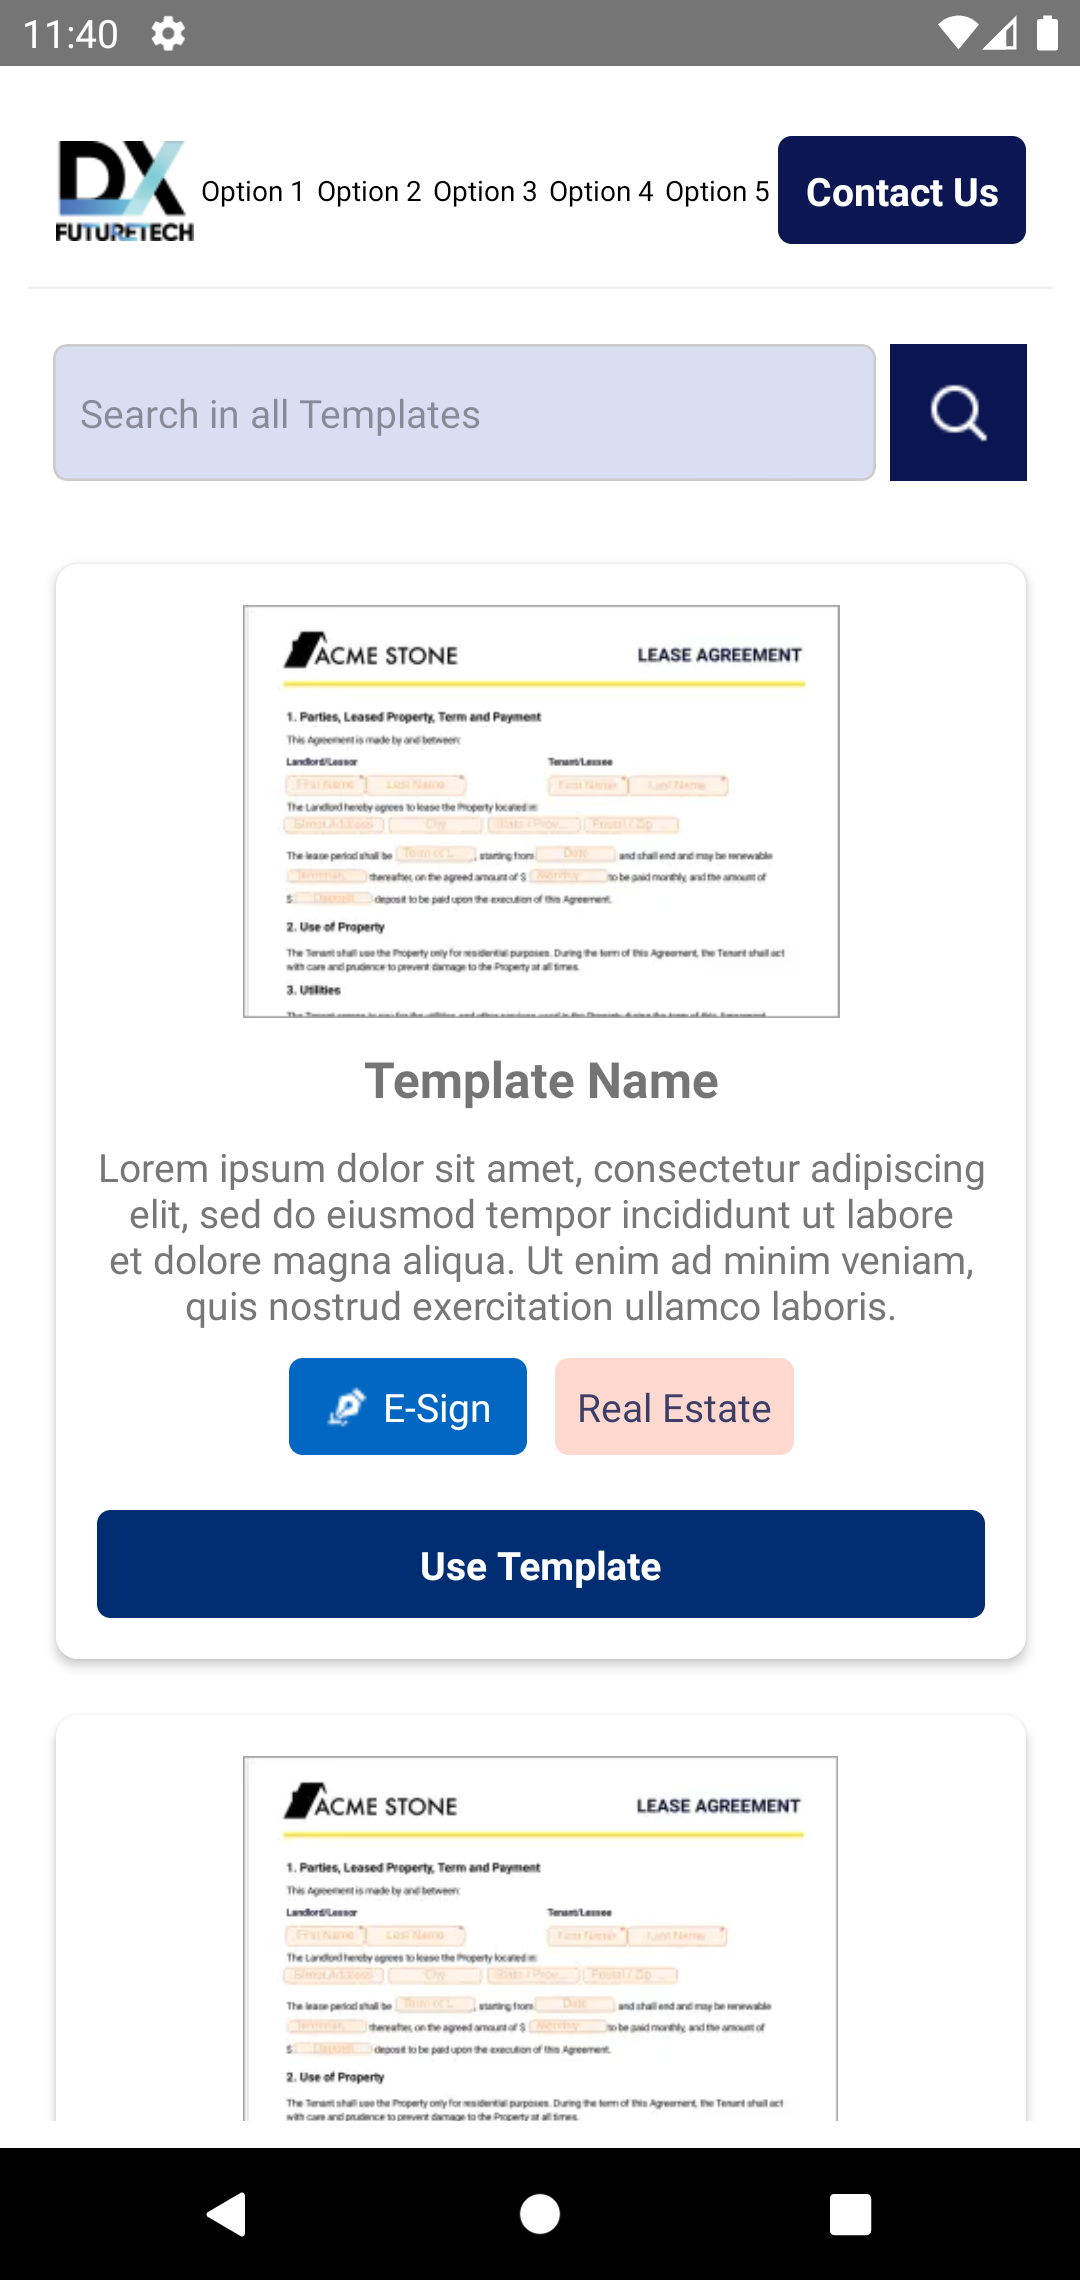 11:40
DX
FUTURETECH
Option 1 Option 2 Option 3 Option 4 Option 5
Contact Us
Search in all Templates
ACME STONE LEASE AGREEMENT
1. Parties, Leased Property, Term and Payment
This Agreement is made by and between:
Landlord/Lessor Tenant/Lessee
First Name Last Name First Name Last Name
The Landlord hereby agrees to lease the Property located in:
Street Address City State / Prov... Postal / Zip ...
The lease period shall be , starting from Date and shall end and may be renewable
thereafter, on the agreed amount of $ Monthly to be paid monthly, and the amount of
$ Deposit deposit to be paid upon the execution of this Agreement.
2. Use of Property
The Tenant shall use the Property only for residential purposes. During the term of this Agreement, the Tenant shall act
with care and prudence to prevent damage to the Property at all times.
3. Utilities
Template Name
Lorem ipsum dolor sit amet, consectetur adipiscing
elit, sed do eiusmod tempor incididunt ut labore
et dolore magna aliqua. Ut enim ad minim veniam,
quis nostrud exercitation ullamco laboris.
E-Sign
Real Estate
Use Template
ACME STONE LEASE AGREEMENT
1. Parties, Leased Property, Term and Payment
This Agreement is made by and between:
Landlord/Lessor Tenant/Lessee
First Name Last Name First Name Last Name
The Landlord hereby agrees to lease the Property located in:
Street Address City State / Prov... Postal / Zip ...
The lease period shall be , starting from Date and shall end and may be renewable
thereafter, on the agreed amount of $ Monthly to be paid monthly, and the amount of
$ Deposit deposit to be paid upon the execution of this Agreement.
2. Use of Property
The Tenant shall use the Property only for residential purposes. During the term of this Agreement, the Tenant shall act
with care and prudence to prevent damage to the Property at all times.